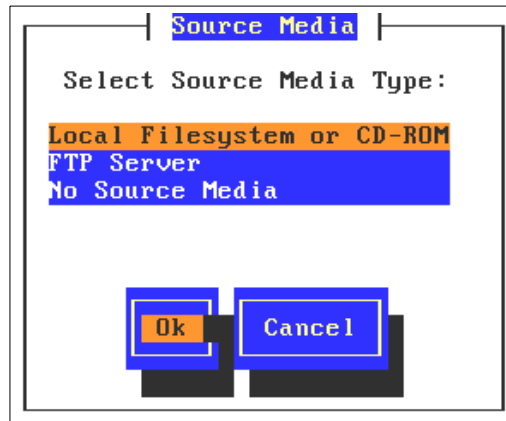 Source Media
Select Source Media Type:
Local Filesystem or CD-ROM
FTP Server
No Source Media
Ok Cancel